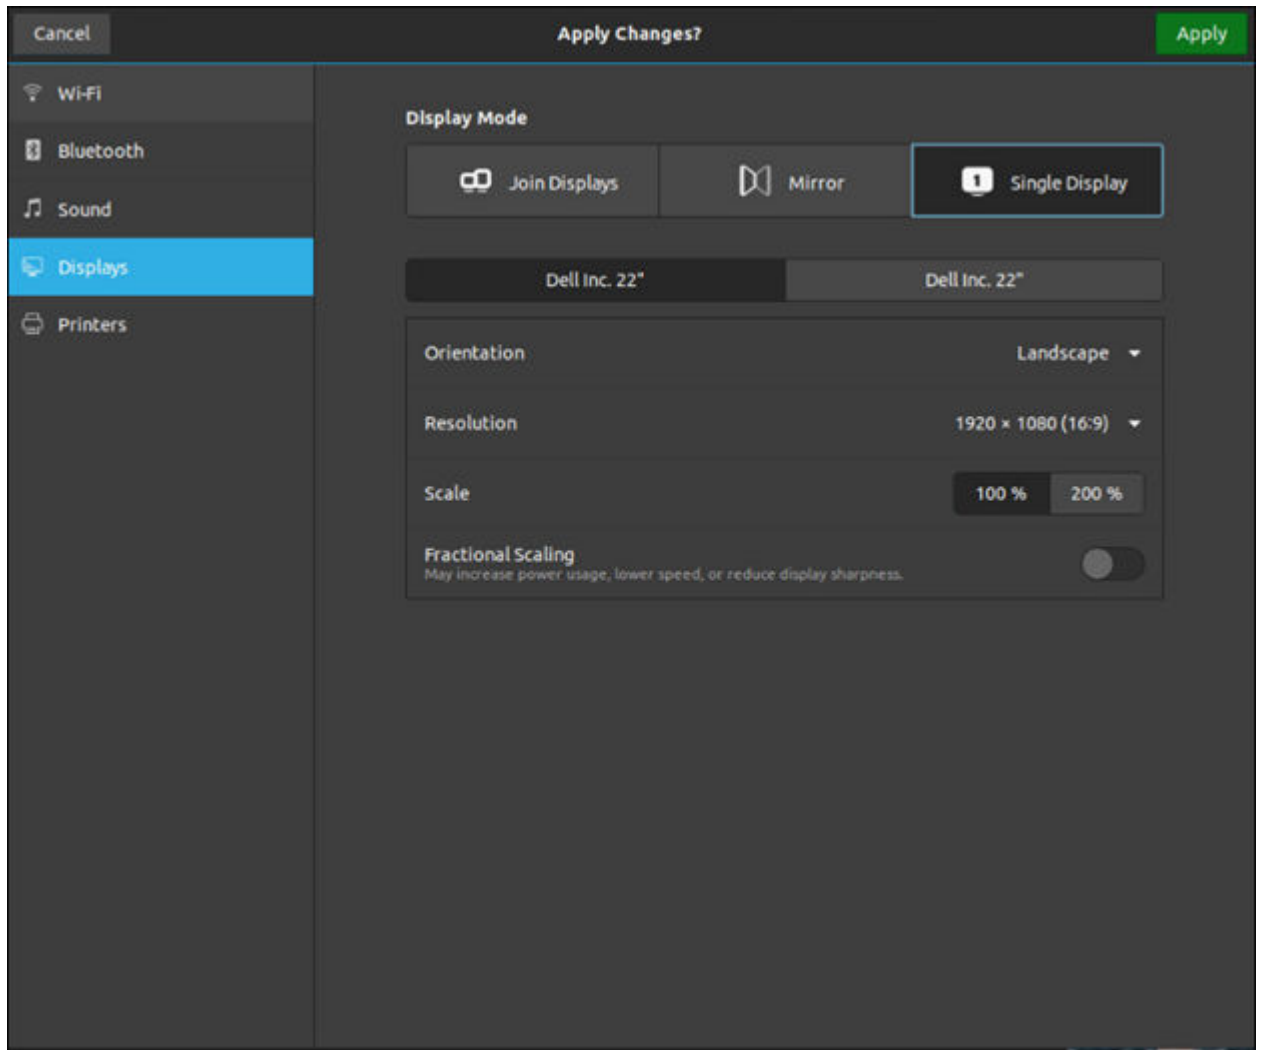 Cancel
Apply Changes?
Apply
Wi-Fi
Bluetooth
Sound
Displays
Printers
Display Mode
Join Displays
Mirror
1
Single Display
Dell Inc. 22"
Dell Inc. 22"
Orientation
Landscape
Resolution
1920 × 1080 (16:9)
Scale
100 %
200 %
Fractional Scaling
May increase power usage, lower speed, or reduce display sharpness.